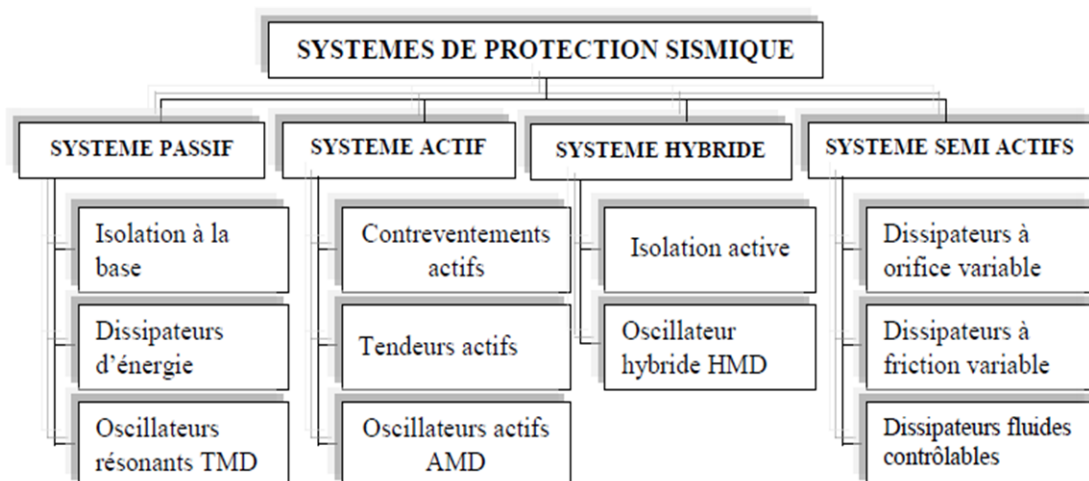 SYSTEMES DE PROTECTION SISMIQUE
SYSTEME PASSIF
SYSTEME ACTIF
SYSTEME HYBRIDE
SYSTEME SEMI ACTIFS
Isolation à la
base
Dissipateurs
d'énergie
Oscillateurs
résonants TMD
Contreventements
actifs
Tendeurs actifs
Oscillateurs actifs
AMD
Isolation active
Oscillateur
hybride HMD
Dissipateurs à
orifice variable
Dissipateurs à
friction variable
Dissipateurs fluides
contrôlables